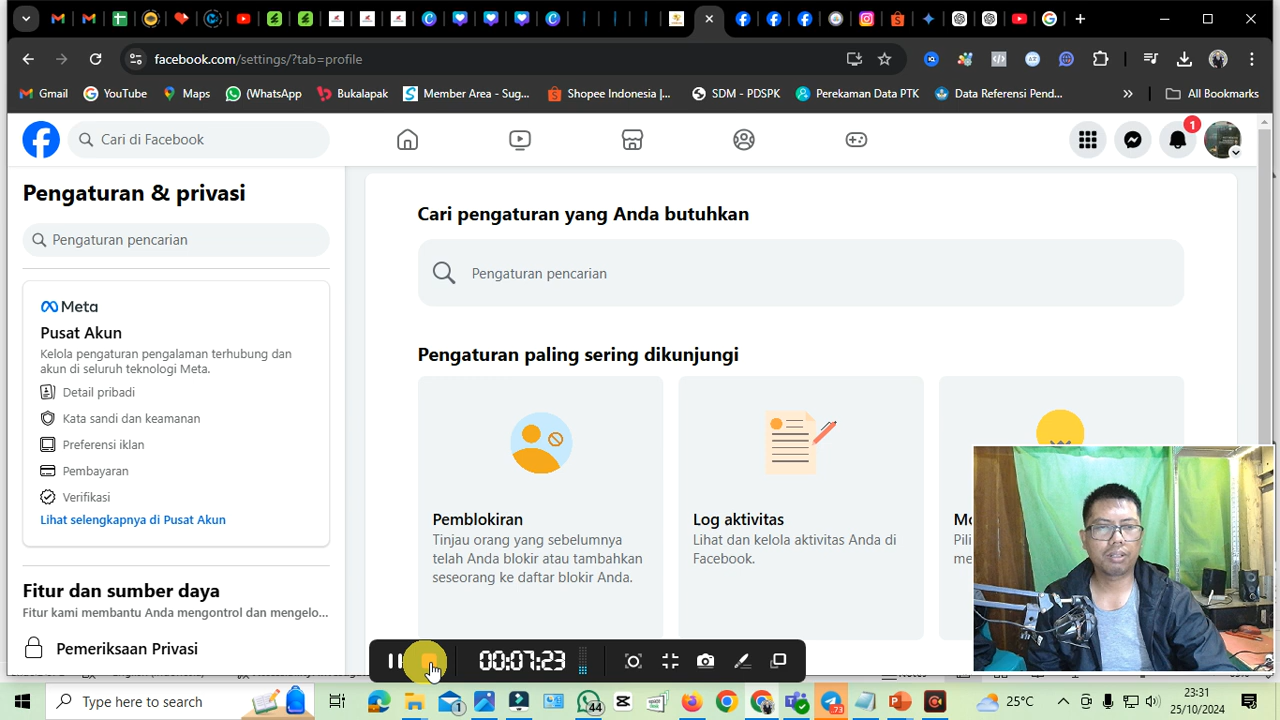 facebook.com/settings/?tab=profile
Gmail
YouTube
Maps
(WhatsApp
Bukalapak
Member Area - Sug...
Shopee Indonesia |...
SDM - PDSPK
Perekaman Data PTK
Data Referensi Pend...
»
All Bookmarks
Cari di Facebook
1
Pengaturan & privasi
Pengaturan pencarian
Meta
Pusat Akun
Kelola pengaturan pengalaman terhubung dan
akun di seluruh teknologi Meta.
Detail pribadi
Kata sandi dan keamanan
Preferensi iklan
Pembayaran
Verifikasi
Lihat selengkapnya di Pusat Akun
Fitur dan sumber daya
Fitur kami membantu Anda mengontrol dan mengelo...
Pemeriksaan Privasi
Cari pengaturan yang Anda butuhkan
Pengaturan pencarian
Pengaturan paling sering dikunjungi
Pemblokiran
Tinjau orang yang sebelumnya
telah Anda blokir atau tambahkan
seseorang ke daftar blokir Anda.
Log aktivitas
Lihat dan kelola aktivitas Anda di
Facebook.
00:07:23
Type here to search
1
44
73
25°C
23:31
25/10/2024